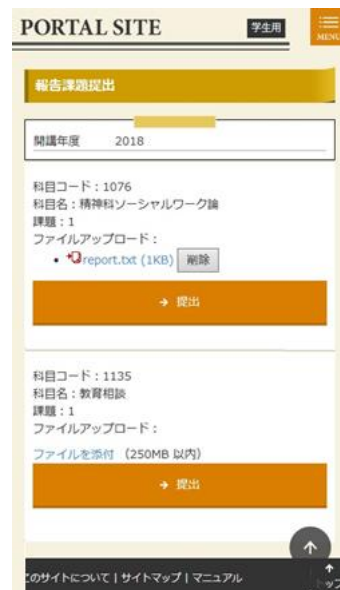 PORTAL SITE
学生用
MENU
報告課題提出
開講年度 2018
科目コード：1076
科目名：精神科ソーシャルワーク論
課題：1
ファイルアップロード：
• report.txt (1KB) 削除
→ 提出
科目コード：1135
科目名：教育相談
課題：1
ファイルアップロード：
ファイルを添付 （250MB 以内）
→ 提出
↑
このサイトについて | サイトマップ | マニュアル
↑
トップ